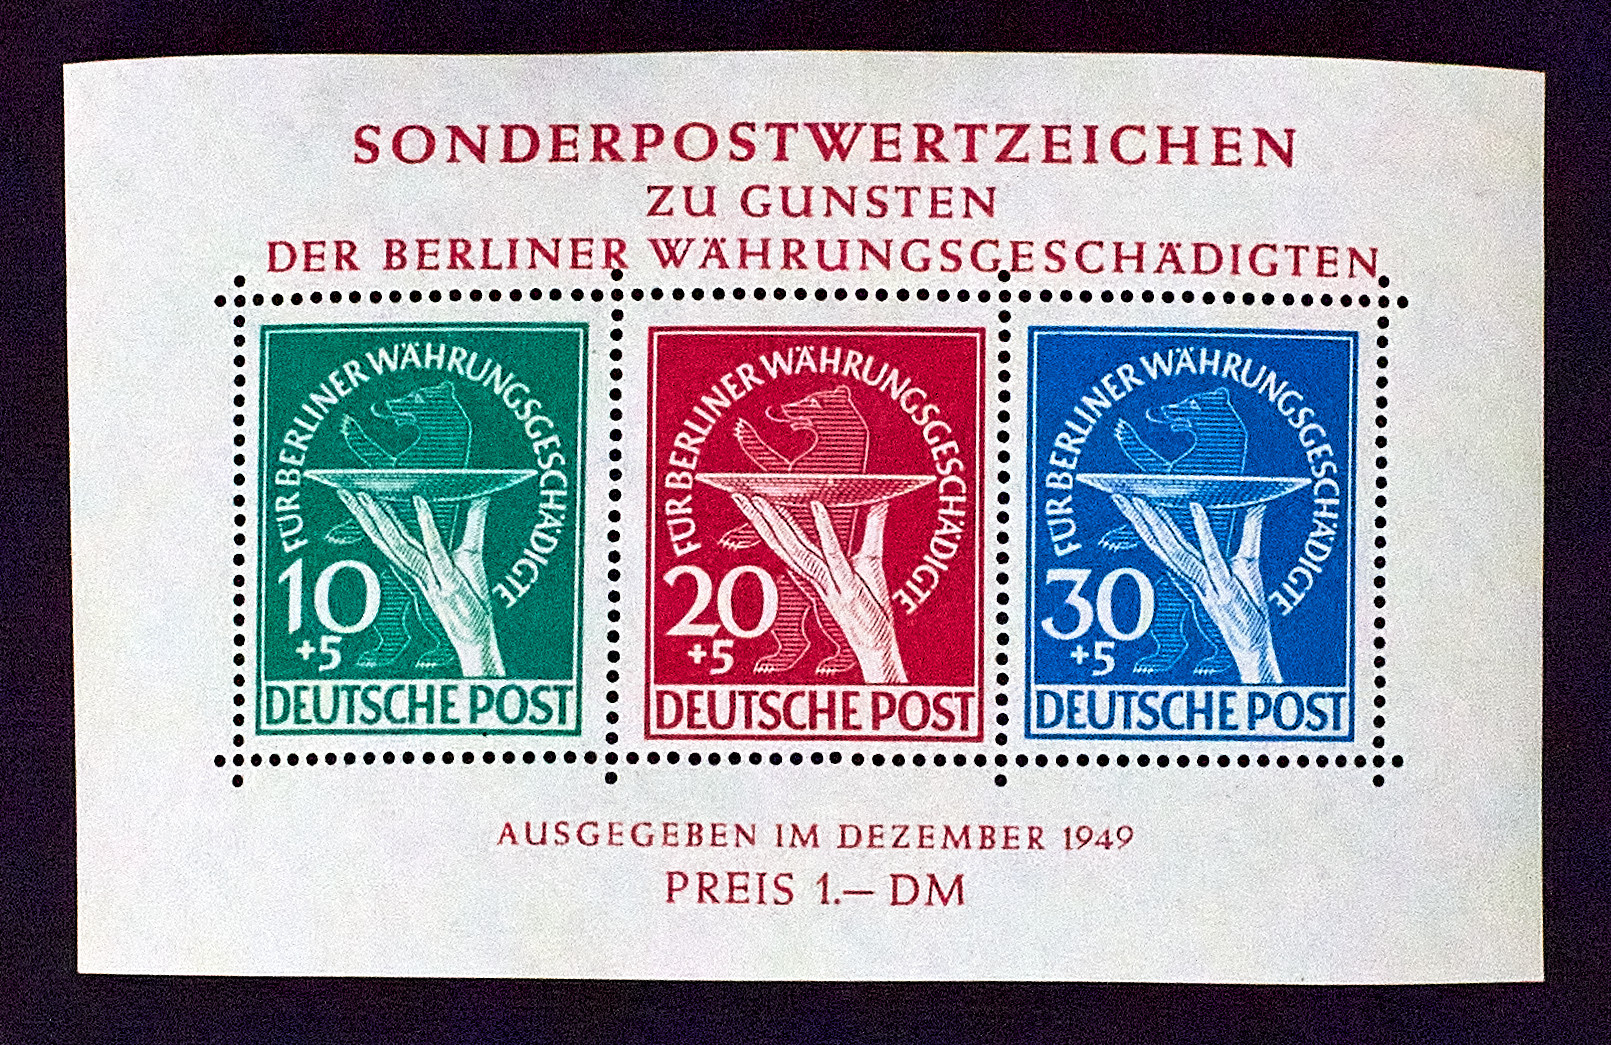 SONDERPOSTWERTZEICHEN
ZU GUNSTEN
DER BERLINER WÄHRUNGSGESCHÄDIGTEN
FÜR BERLINER WÄHRUNGSGESCHÄDIGTE
10
+5
DEUTSCHE POST
FÜR BERLINER WÄHRUNGSGESCHÄDIGTE
20
+5
DEUTSCHE POST
FÜR BERLINER WÄHRUNGSGESCHÄDIGTE
30
+5
DEUTSCHE POST
AUSGEGEBEN IM DEZEMBER 1949
PREIS 1.— DM